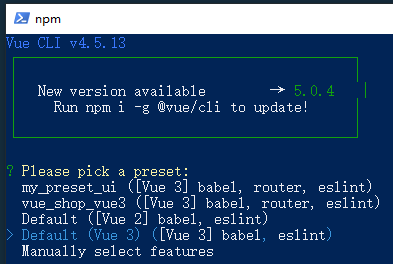 npm
Vue CLI v4.5.13
New version available → 5.0.4
Run npm i -g @vue/cli to update!
? Please pick a preset:
my_preset_ui ([Vue 3] babel, router, eslint)
vue_shop_vue3 ([Vue 3] babel, router, eslint)
Default ([Vue 2] babel, eslint)
> Default (Vue 3) ([Vue 3] babel, eslint)
Manually select features